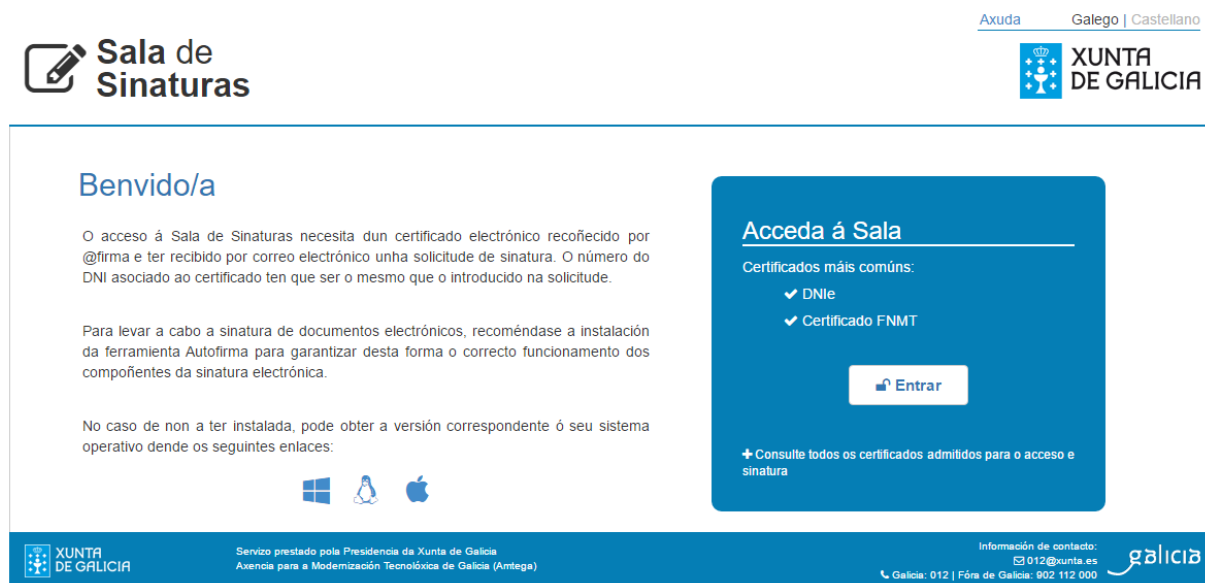 Axuda Galego | Castellano
Sala de
Sinaturas
XUNTA
DE GALICIA
Benvido/a
O acceso á Sala de Sinaturas necesita dun certificado electrónico recoñecido por
@firma e ter recibido por correo electrónico unha solicitude de sinatura. O número do
DNI asociado ao certificado ten que ser o mesmo que o introducido na solicitude.
Para levar a cabo a sinatura de documentos electrónicos, recoméndase a instalación
da ferramienta Autofirma para garantizar desta forma o correcto funcionamento dos
compoñentes da sinatura electrónica.
No caso de non a ter instalada, pode obter a versión correspondente ó seu sistema
operativo dende os seguintes enlaces:
Acceda á Sala
Certificados máis comúns:
DNIe
Certificado FNMT
Entrar
Consulte todos os certificados admitidos para o acceso e
sinatura
XUNTA
DE GALICIA
Servizo prestado pola Presidencia da Xunta de Galicia
Axencia para a Modernización Tecnolóxica de Galicia (Amtega)
Información de contacto:
012@xunta.es
Galicia: 012 | Fóra de Galicia: 902 112 000
galicia